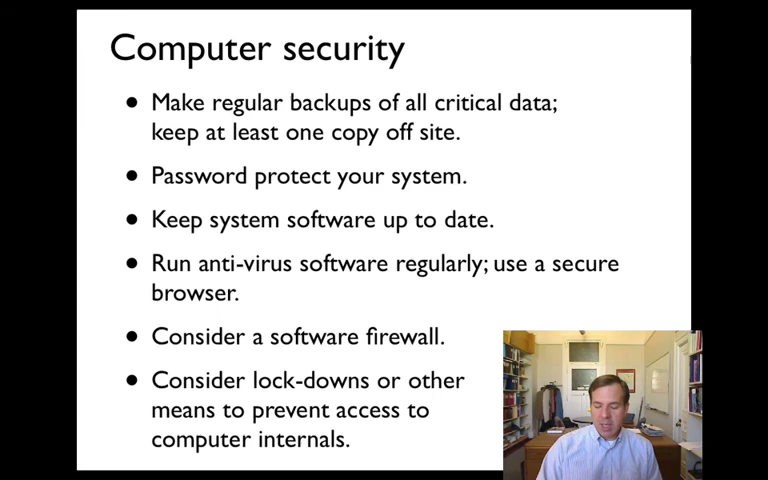 Computer security
• Make regular backups of all critical data;
keep at least one copy off site.
• Password protect your system.
• Keep system software up to date.
• Run anti-virus software regularly; use a secure
browser.
• Consider a software firewall.
• Consider lock-downs or other
means to prevent access to
computer internals.